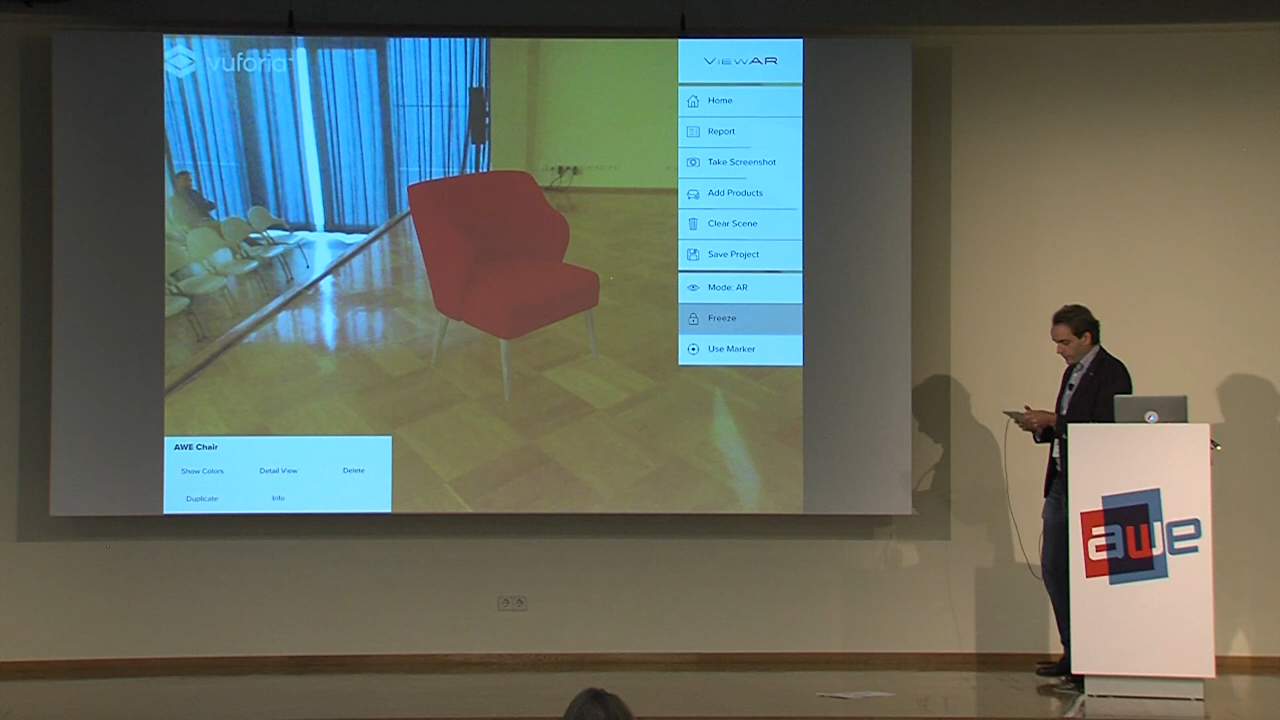 vuforia
VIEWAR
Home
Report
Take Screenshot
Add Products
Clear Scene
Save Project
Mode: AR
Freeze
Use Marker
AWE Chair
Show Colors Detail View Delete
Duplicate Info
awe